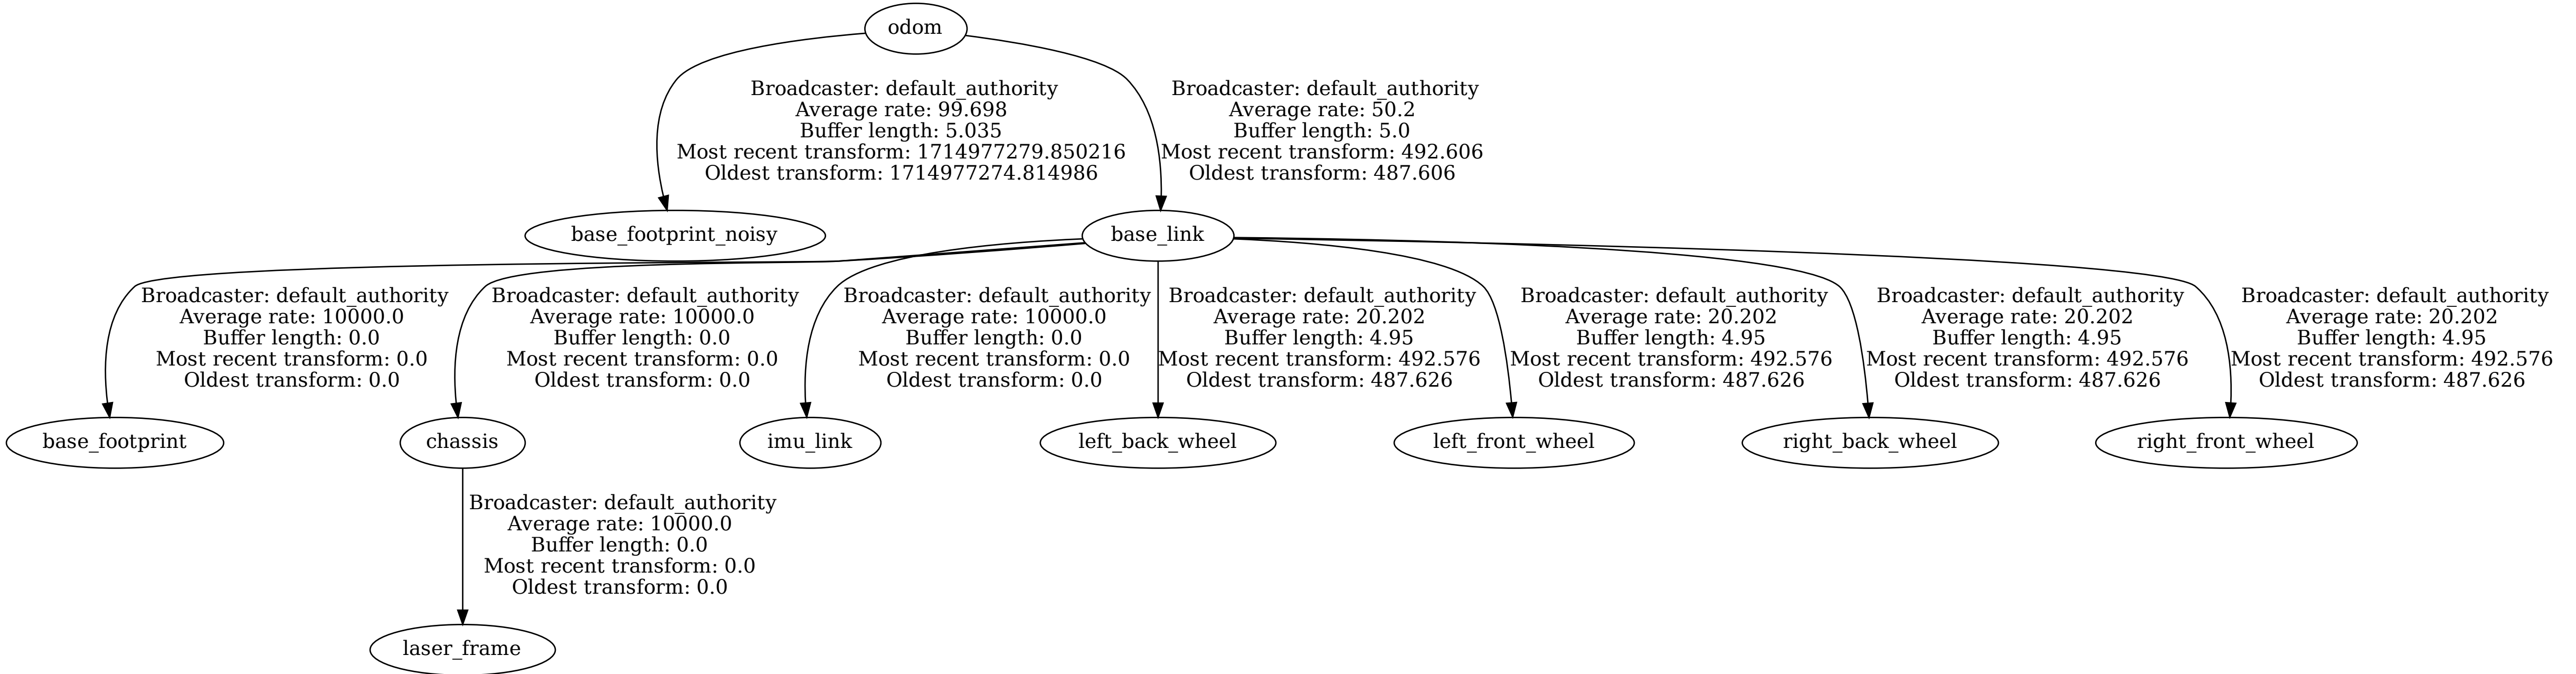 odom
Broadcaster: default_authority
Average rate: 99.698
Buffer length: 5.035
Most recent transform: 1714977279.850216
Oldest transform: 1714977274.814986
Broadcaster: default_authority
Average rate: 50.2
Buffer length: 5.0
Most recent transform: 492.606
Oldest transform: 487.606
base_footprint_noisy
base_link
Broadcaster: default_authority
Average rate: 10000.0
Buffer length: 0.0
Most recent transform: 0.0
Oldest transform: 0.0
Broadcaster: default_authority
Average rate: 10000.0
Buffer length: 0.0
Most recent transform: 0.0
Oldest transform: 0.0
Broadcaster: default_authority
Average rate: 10000.0
Buffer length: 0.0
Most recent transform: 0.0
Oldest transform: 0.0
Broadcaster: default_authority
Average rate: 20.202
Buffer length: 4.95
Most recent transform: 492.576
Oldest transform: 487.626
Broadcaster: default_authority
Average rate: 20.202
Buffer length: 4.95
Most recent transform: 492.576
Oldest transform: 487.626
Broadcaster: default_authority
Average rate: 20.202
Buffer length: 4.95
Most recent transform: 492.576
Oldest transform: 487.626
Broadcaster: default_authority
Average rate: 20.202
Buffer length: 4.95
Most recent transform: 492.576
Oldest transform: 487.626
base_footprint
chassis
imu_link
left_back_wheel
left_front_wheel
right_back_wheel
right_front_wheel
Broadcaster: default_authority
Average rate: 10000.0
Buffer length: 0.0
Most recent transform: 0.0
Oldest transform: 0.0
laser_frame